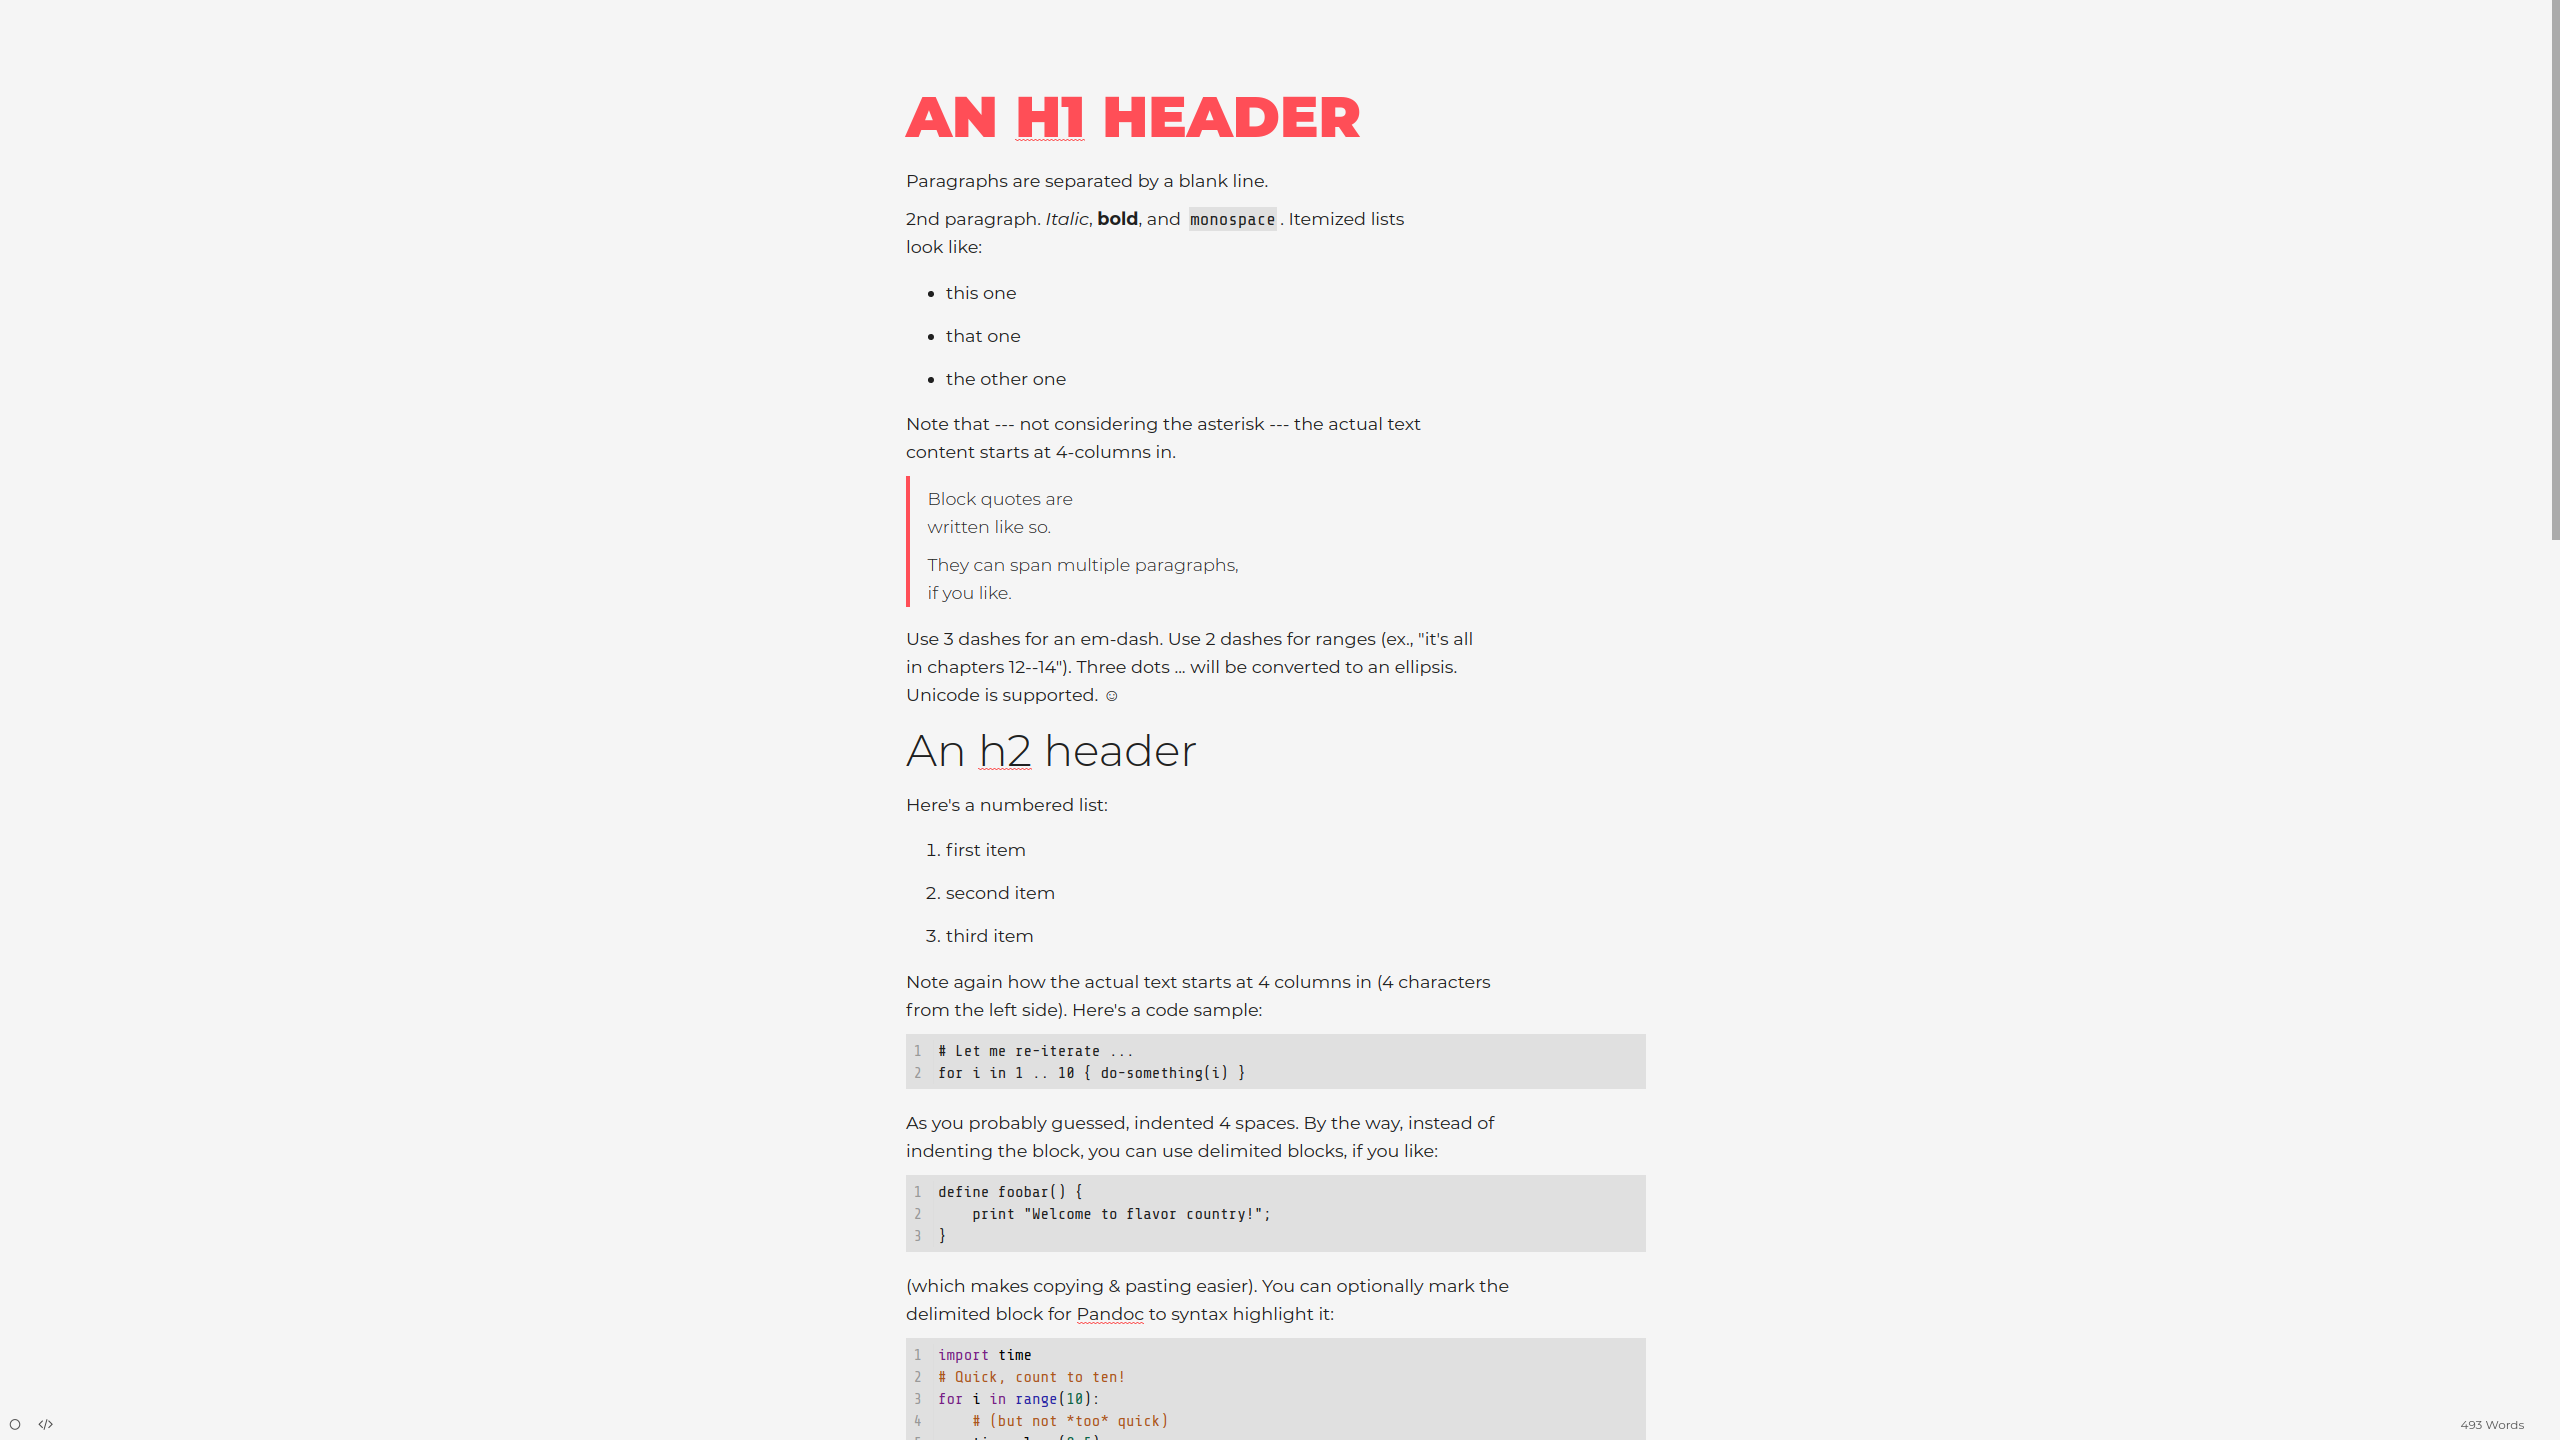 AN H1 HEADER
Paragraphs are separated by a blank line.
2nd paragraph. Italic, bold, and monospace. Itemized lists
look like:
• this one
• that one
• the other one
Note that --- not considering the asterisk --- the actual text
content starts at 4-columns in.
Block quotes are
written like so.
They can span multiple paragraphs,
if you like.
Use 3 dashes for an em-dash. Use 2 dashes for ranges (ex., "it's all
in chapters 12--14"). Three dots ... will be converted to an ellipsis.
Unicode is supported. ☺
An h2 header
Here's a numbered list:
1. first item
2. second item
3. third item
Note again how the actual text starts at 4 columns in (4 characters
from the left side). Here's a code sample:
1 # Let me re-iterate ...
2 for i in 1 .. 10 { do-something(i) }
As you probably guessed, indented 4 spaces. By the way, instead of
indenting the block, you can use delimited blocks, if you like:
1 define foobar() {
2     print "Welcome to flavor country!";
3 }
(which makes copying & pasting easier). You can optionally mark the
delimited block for Pandoc to syntax highlight it:
1 import time
2 # Quick, count to ten!
3 for i in range(10):
4     # (but not *too* quick)
</> 493 Words